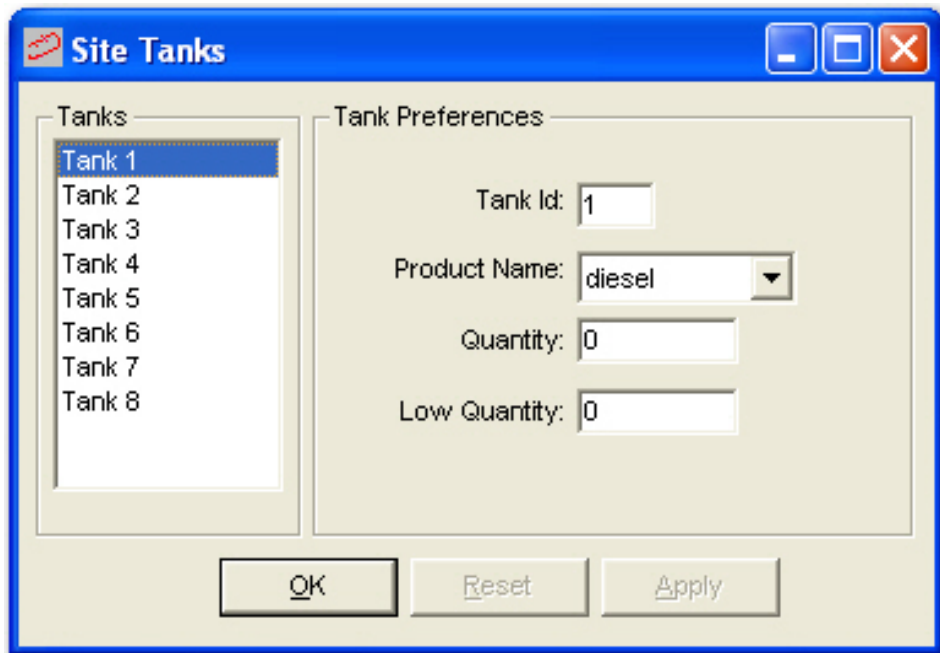 Site Tanks
Tanks
Tank 1
Tank 2
Tank 3
Tank 4
Tank 5
Tank 6
Tank 7
Tank 8
Tank Preferences
Tank Id: 1
Product Name: diesel
Quantity: 0
Low Quantity: 0
OK Reset Apply